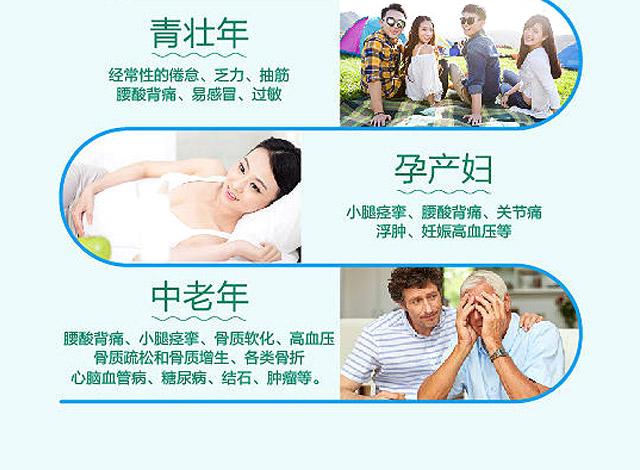 青壮年
经常性的倦怠、乏力、抽筋
腰酸背痛、易感冒、过敏
孕产妇
小腿痉挛、腰酸背痛、关节痛
浮肿、妊娠高血压等
中老年
腰酸背痛、小腿痉挛、骨质软化、高血压
骨质疏松和骨质增生、各类骨折
心脑血管病、糖尿病、结石、肿瘤等。